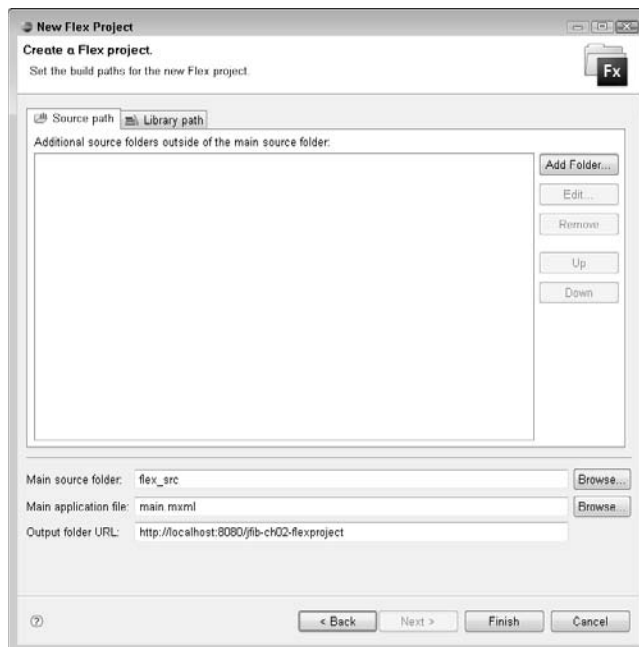 New Flex Project
Create a Flex project.
Set the build paths for the new Flex project.
Fx
Source path
Library path
Additional source folders outside of the main source folder:
Add Folder...
Edit...
Remove
Up
Down
Main source folder: flex_src Browse...
Main application file: main.mxml Browse...
Output folder URL: http://localhost:8080/jfib-ch02-flexproject
? < Back Next > Finish Cancel